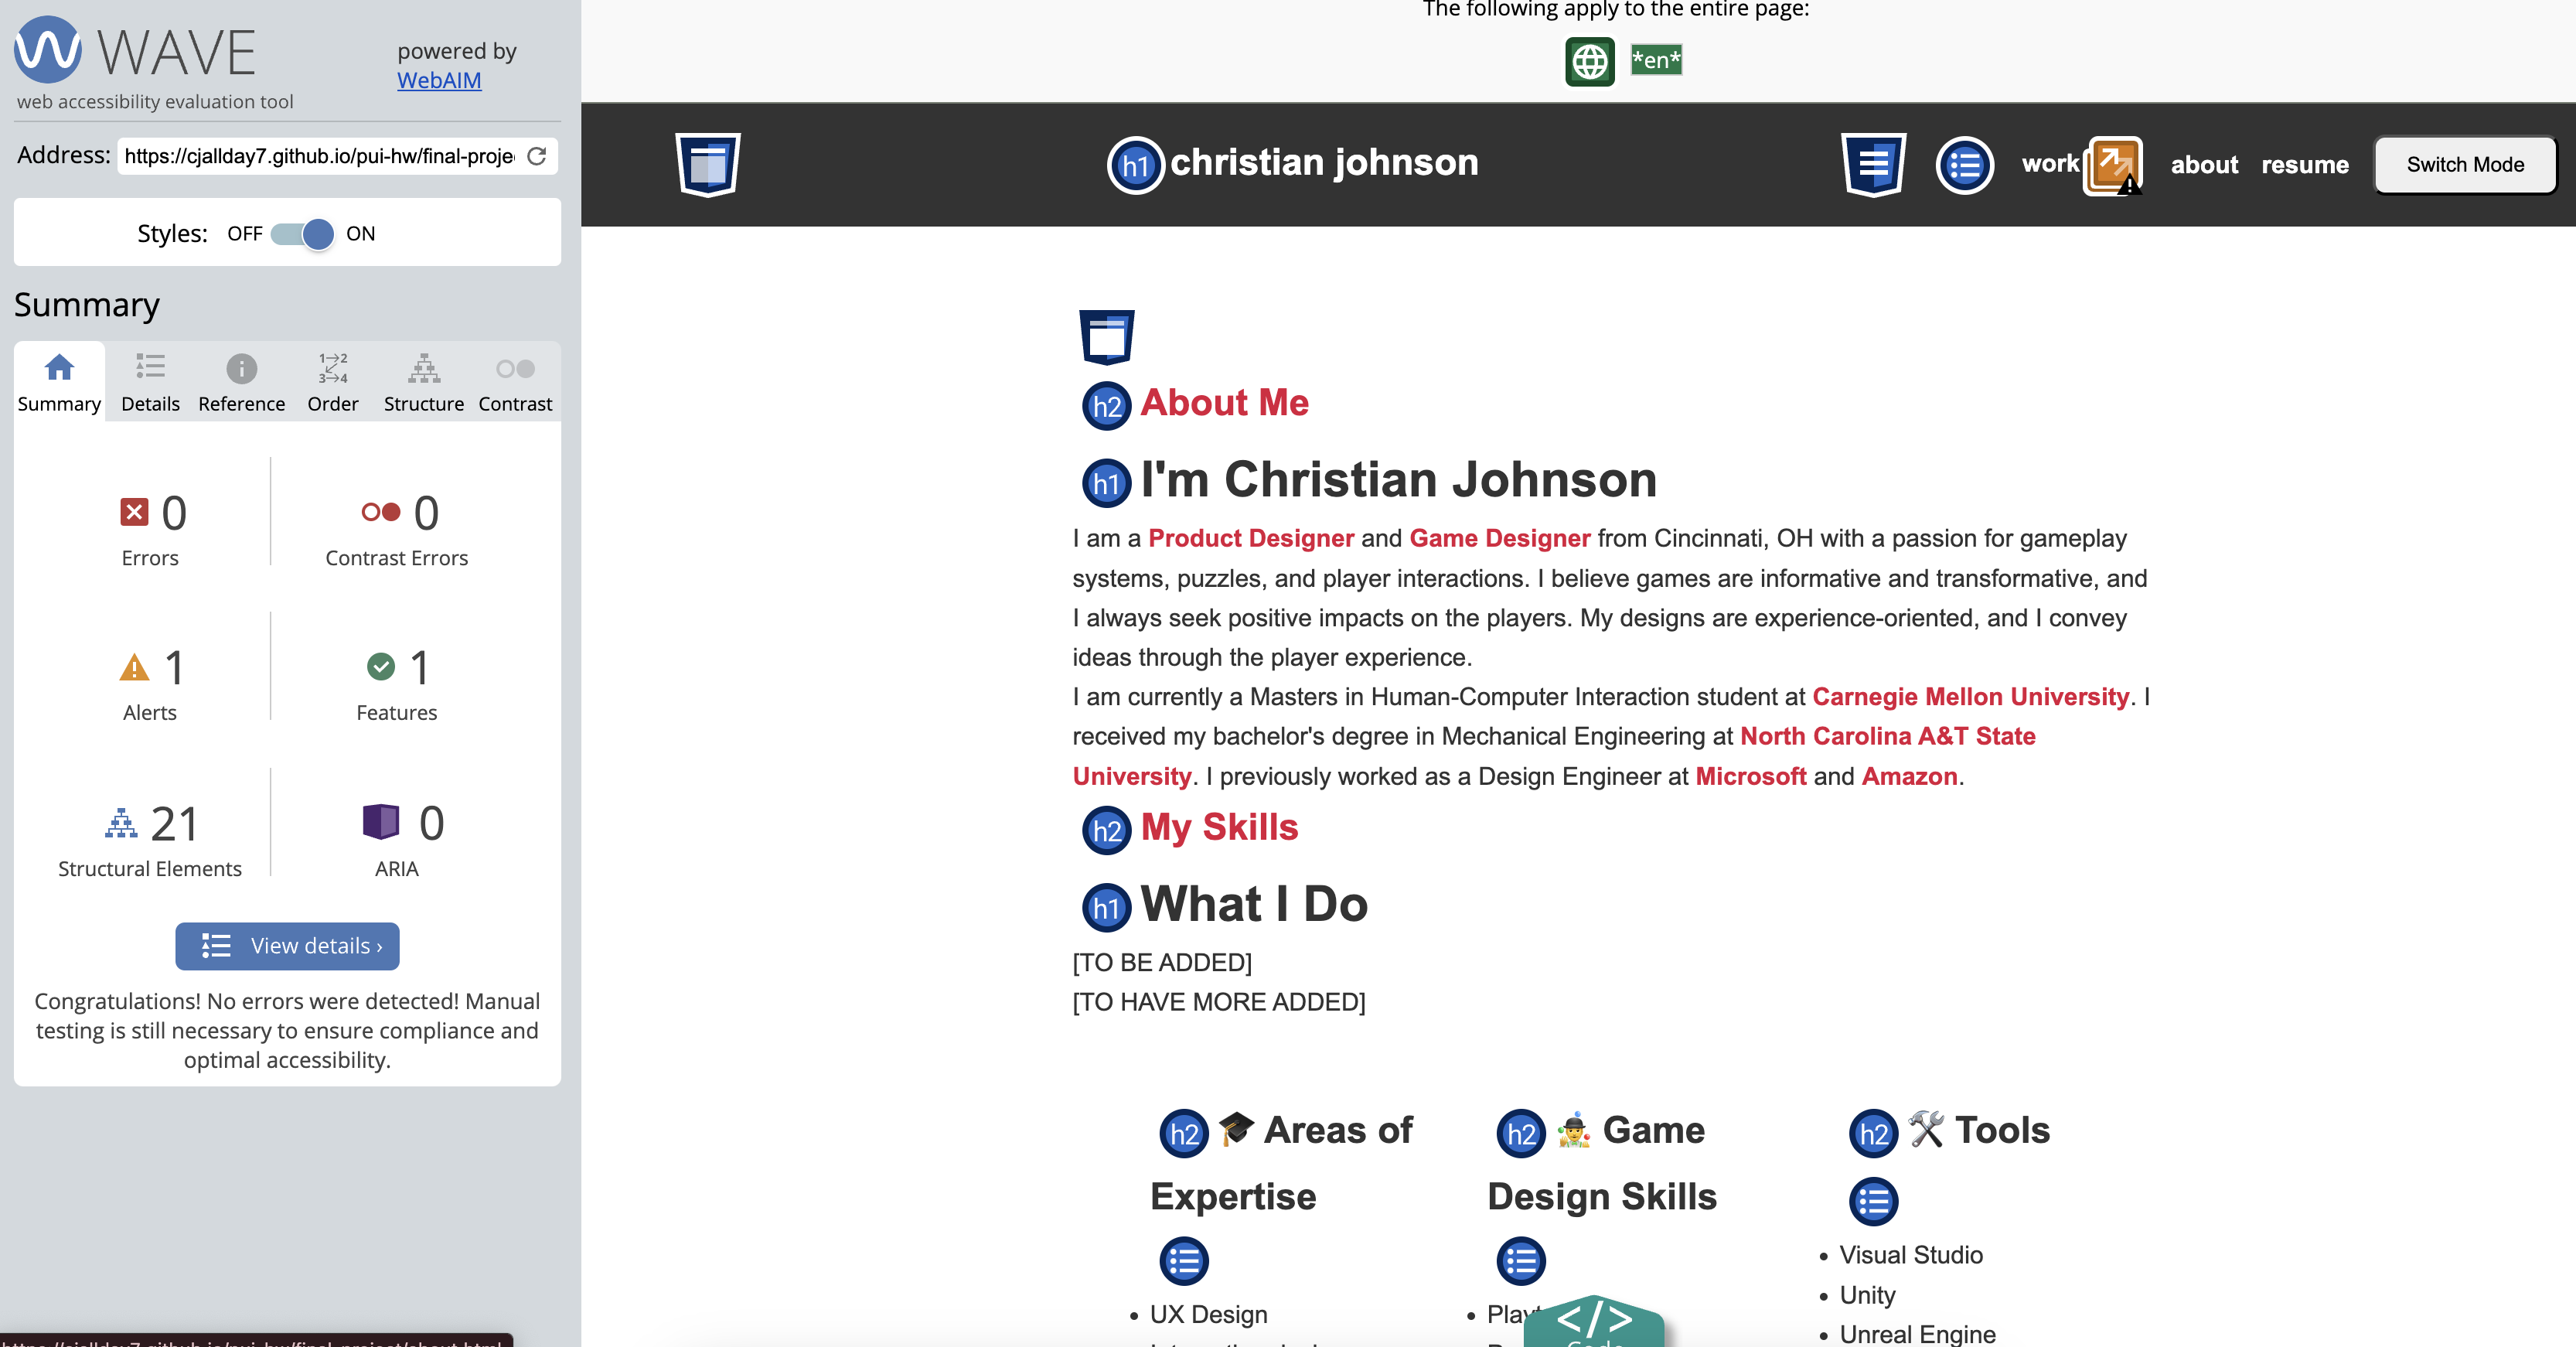 WAVE
powered by
WebAIM
web accessibility evaluation tool
Address: https://cjallday7.github.io/pui-hw/final-proje
Styles: OFF ON
Summary
1 2
3 4
Summary Details Reference Order Structure Contrast
0 0
Errors Contrast Errors
1 1
Alerts Features
21 0
Structural Elements ARIA
View details ›
Congratulations! No errors were detected! Manual
testing is still necessary to ensure compliance and
optimal accessibility.
The following apply to the entire page:
*en*
h1 christian johnson
work about resume Switch Mode
h2 About Me
h1 I'm Christian Johnson
I am a Product Designer and Game Designer from Cincinnati, OH with a passion for gameplay
systems, puzzles, and player interactions. I believe games are informative and transformative, and
I always seek positive impacts on the players. My designs are experience-oriented, and I convey
ideas through the player experience.
I am currently a Masters in Human-Computer Interaction student at Carnegie Mellon University. I
received my bachelor's degree in Mechanical Engineering at North Carolina A&T State
University. I previously worked as a Design Engineer at Microsoft and Amazon.
h2 My Skills
h1 What I Do
[TO BE ADDED]
[TO HAVE MORE ADDED]
h2 🎓 Areas of
Expertise
• UX Design
h2 🤹 Game
Design Skills
h2 🛠 Tools
• Visual Studio
• Unity
• Unreal Engine
</>